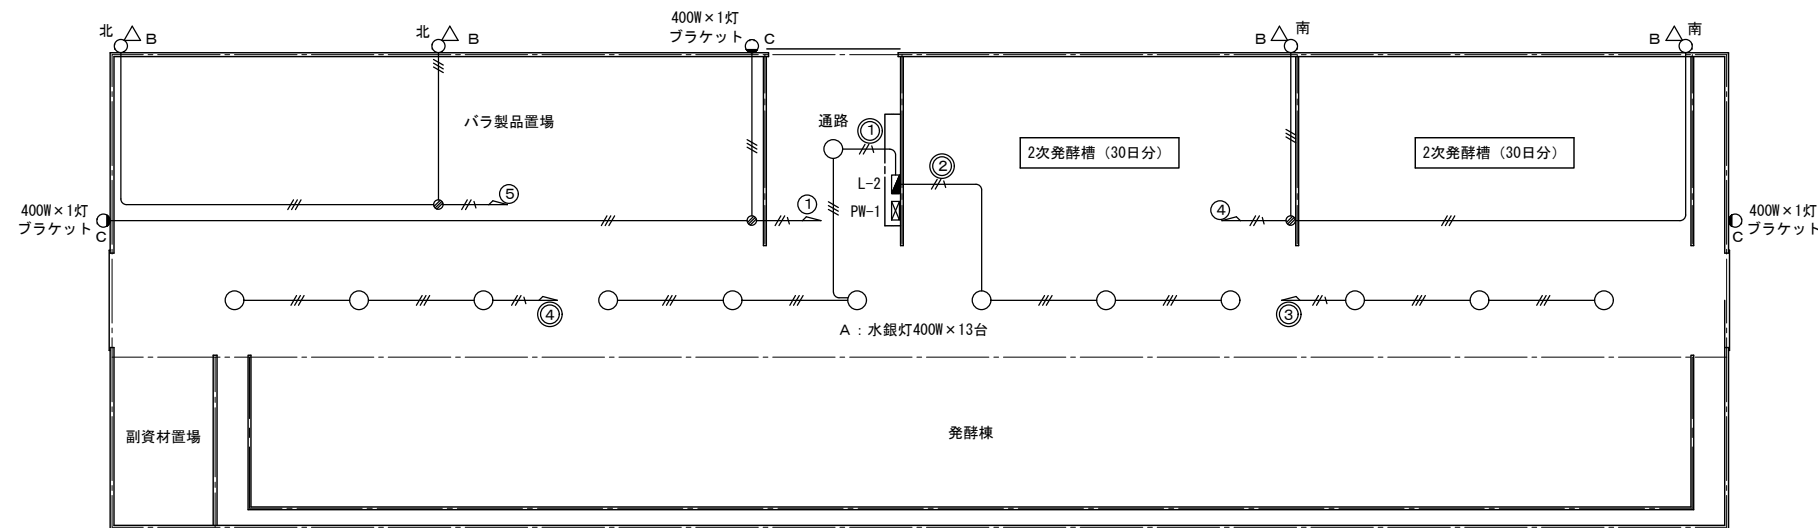 400W×1灯
ブラケット
C
北
B
北
B
B
南
B
南
バラ製品置場
通路
①
②
2次発酵槽（30日分）
2次発酵槽（30日分）
L-2
PW-1
⑤
①
④
400W×1灯
ブラケット
C
400W×1灯
ブラケット
C
④
③
A：水銀灯400W×13台
副資材置場
発酵棟